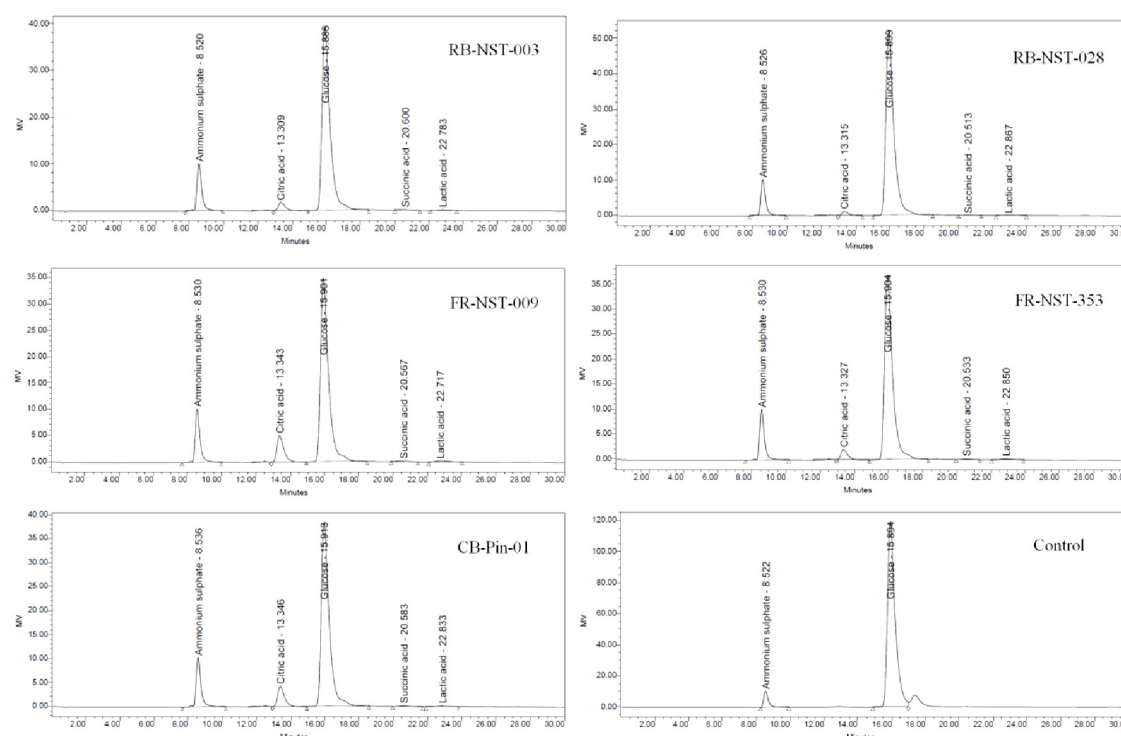 40.00
30.00
20.00
10.00
0.00
MV
RB-NST-003
Ammonium sulphate - 8.520
Citric acid - 13.309
Glucose - 15.886
Succinic acid - 20.600
Lactic acid - 22.783
2.00 4.00 6.00 8.00 10.00 12.00 14.00 16.00 18.00 20.00 22.00 24.00 26.00 28.00 30.00
Minutes
50.00
40.00
30.00
20.00
10.00
0.00
MV
RB-NST-028
Ammonium sulphate - 8.526
Citric acid - 13.315
Glucose - 15.899
Succinic acid - 20.513
Lactic acid - 22.867
2.00 4.00 6.00 8.00 10.00 12.00 14.00 16.00 18.00 20.00 22.00 24.00 26.00 28.00
Minutes
35.00
30.00
25.00
20.00
15.00
10.00
5.00
0.00
MV
FR-NST-009
Ammonium sulphate - 8.530
Citric acid - 13.343
Glucose - 15.901
Succinic acid - 20.567
Lactic acid - 22.717
2.00 4.00 6.00 8.00 10.00 12.00 14.00 16.00 18.00 20.00 22.00 24.00 26.00 28.00 30.00
Minutes
35.00
30.00
25.00
20.00
15.00
10.00
5.00
0.00
MV
FR-NST-353
Ammonium sulphate - 8.530
Citric acid - 13.327
Glucose - 15.904
Succinic acid - 20.533
Lactic acid - 22.850
2.00 4.00 6.00 8.00 10.00 12.00 14.00 16.00 18.00 20.00 22.00 24.00 26.00 28.00
Minutes
40.00
35.00
30.00
25.00
20.00
15.00
10.00
5.00
0.00
MV
CB-Pin-01
Ammonium sulphate - 8.536
Citric acid - 13.346
Glucose - 15.913
Succinic acid - 20.583
Lactic acid - 22.833
2.00 4.00 6.00 8.00 10.00 12.00 14.00 16.00 18.00 20.00 22.00 24.00 26.00 28.00 30.00
Minutes
120.00
100.00
80.00
60.00
40.00
20.00
0.00
MV
Control
Ammonium sulphate - 8.522
Glucose - 15.894
2.00 4.00 6.00 8.00 10.00 12.00 14.00 16.00 18.00 20.00 22.00 24.00 26.00 28.00
Minutes